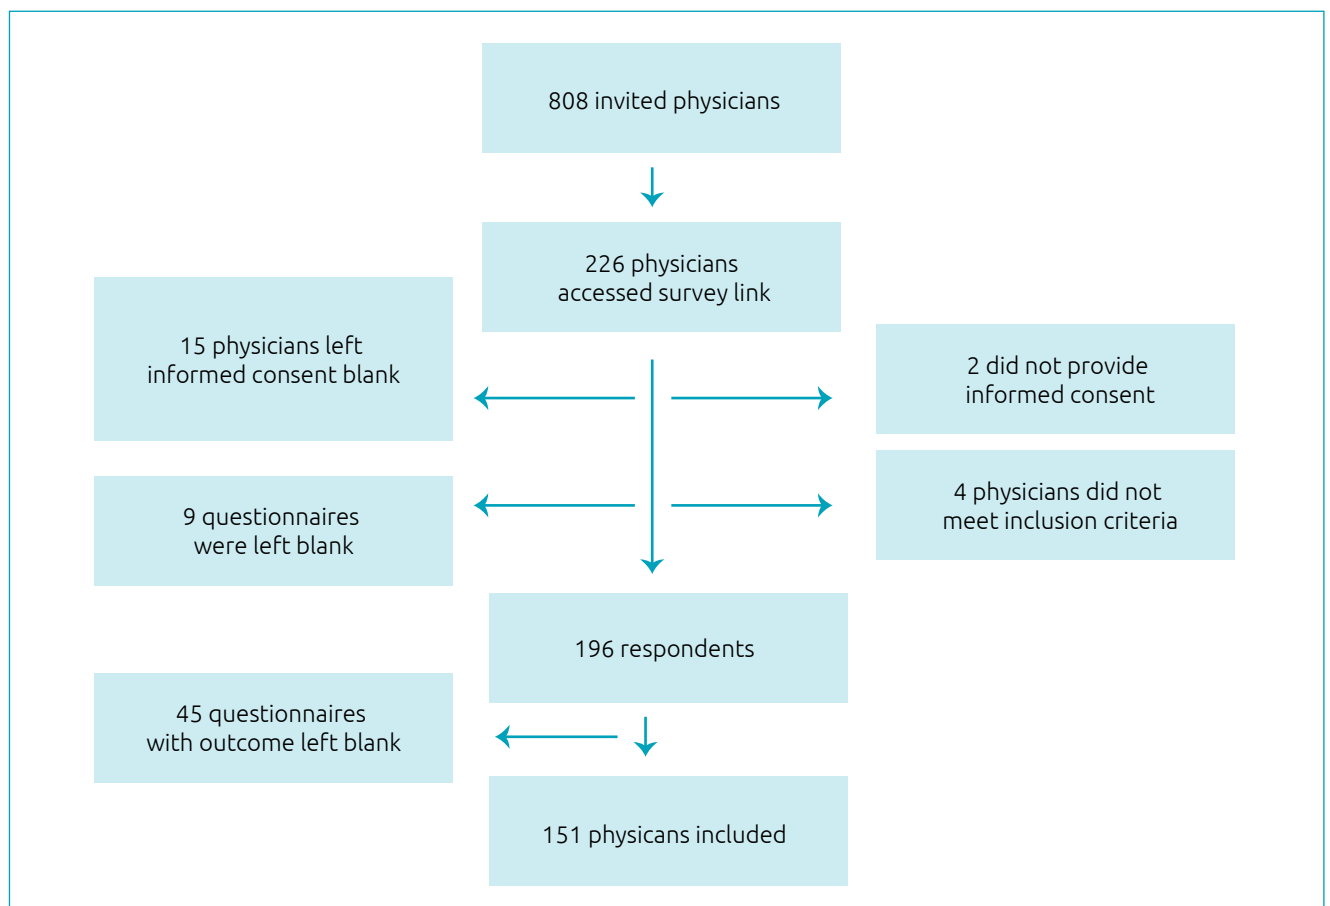 808 invited physicians
226 physicians
accessed survey link
15 physicians left
informed consent blank
2 did not provide
informed consent
9 questionnaires
were left blank
4 physicians did not
meet inclusion criteria
196 respondents
45 questionnaires
with outcome left blank
151 physicans included